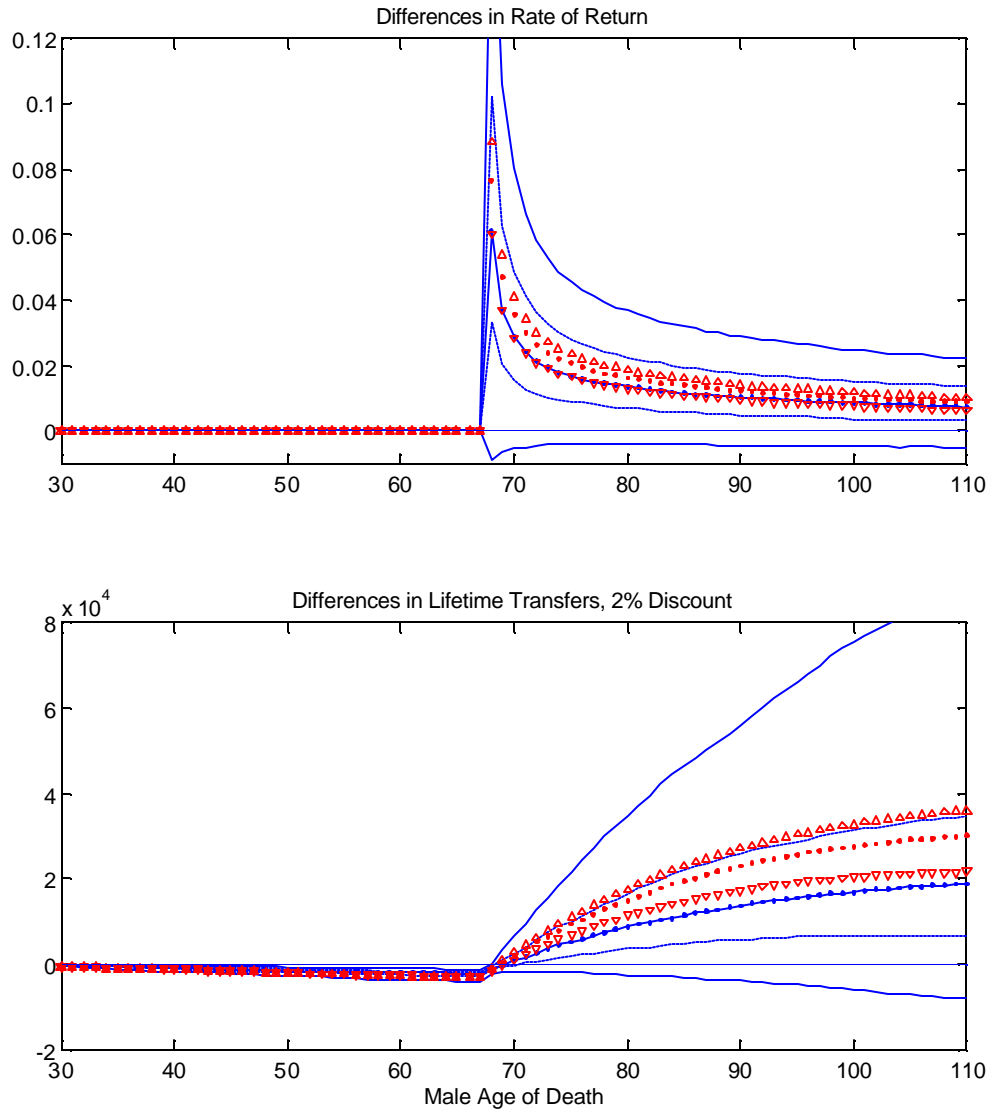 Differences in Rate of Return
0.12
0.1
0.08
0.06
0.04
0.02
0
30 40 50 60 70 80 90 100 110
x 10^4
Differences in Lifetime Transfers, 2% Discount
8
6
4
2
0
-2
30 40 50 60 70 80 90 100 110
Male Age of Death